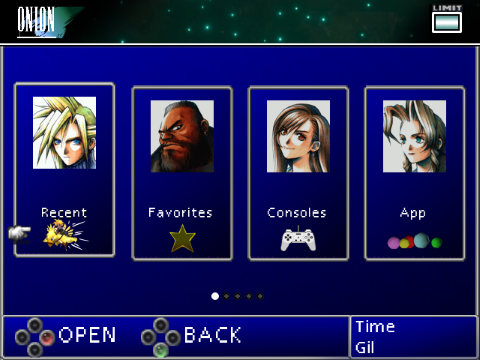 ONION
LIMIT
Recent
Favorites
Consoles
App
OPEN
BACK
Time
Gil